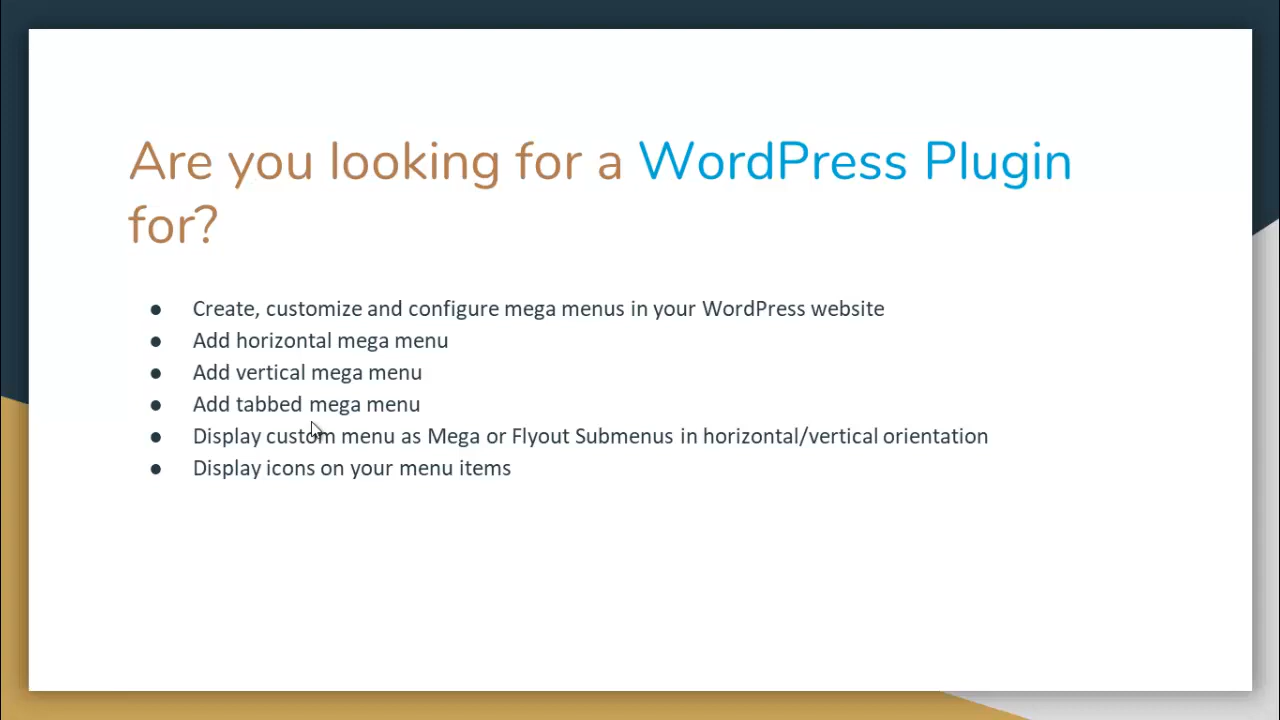 Are you looking for a WordPress Plugin
for?
● Create, customize and configure mega menus in your WordPress website
● Add horizontal mega menu
● Add vertical mega menu
● Add tabbed mega menu
● Display custom menu as Mega or Flyout Submenus in horizontal/vertical orientation
● Display icons on your menu items